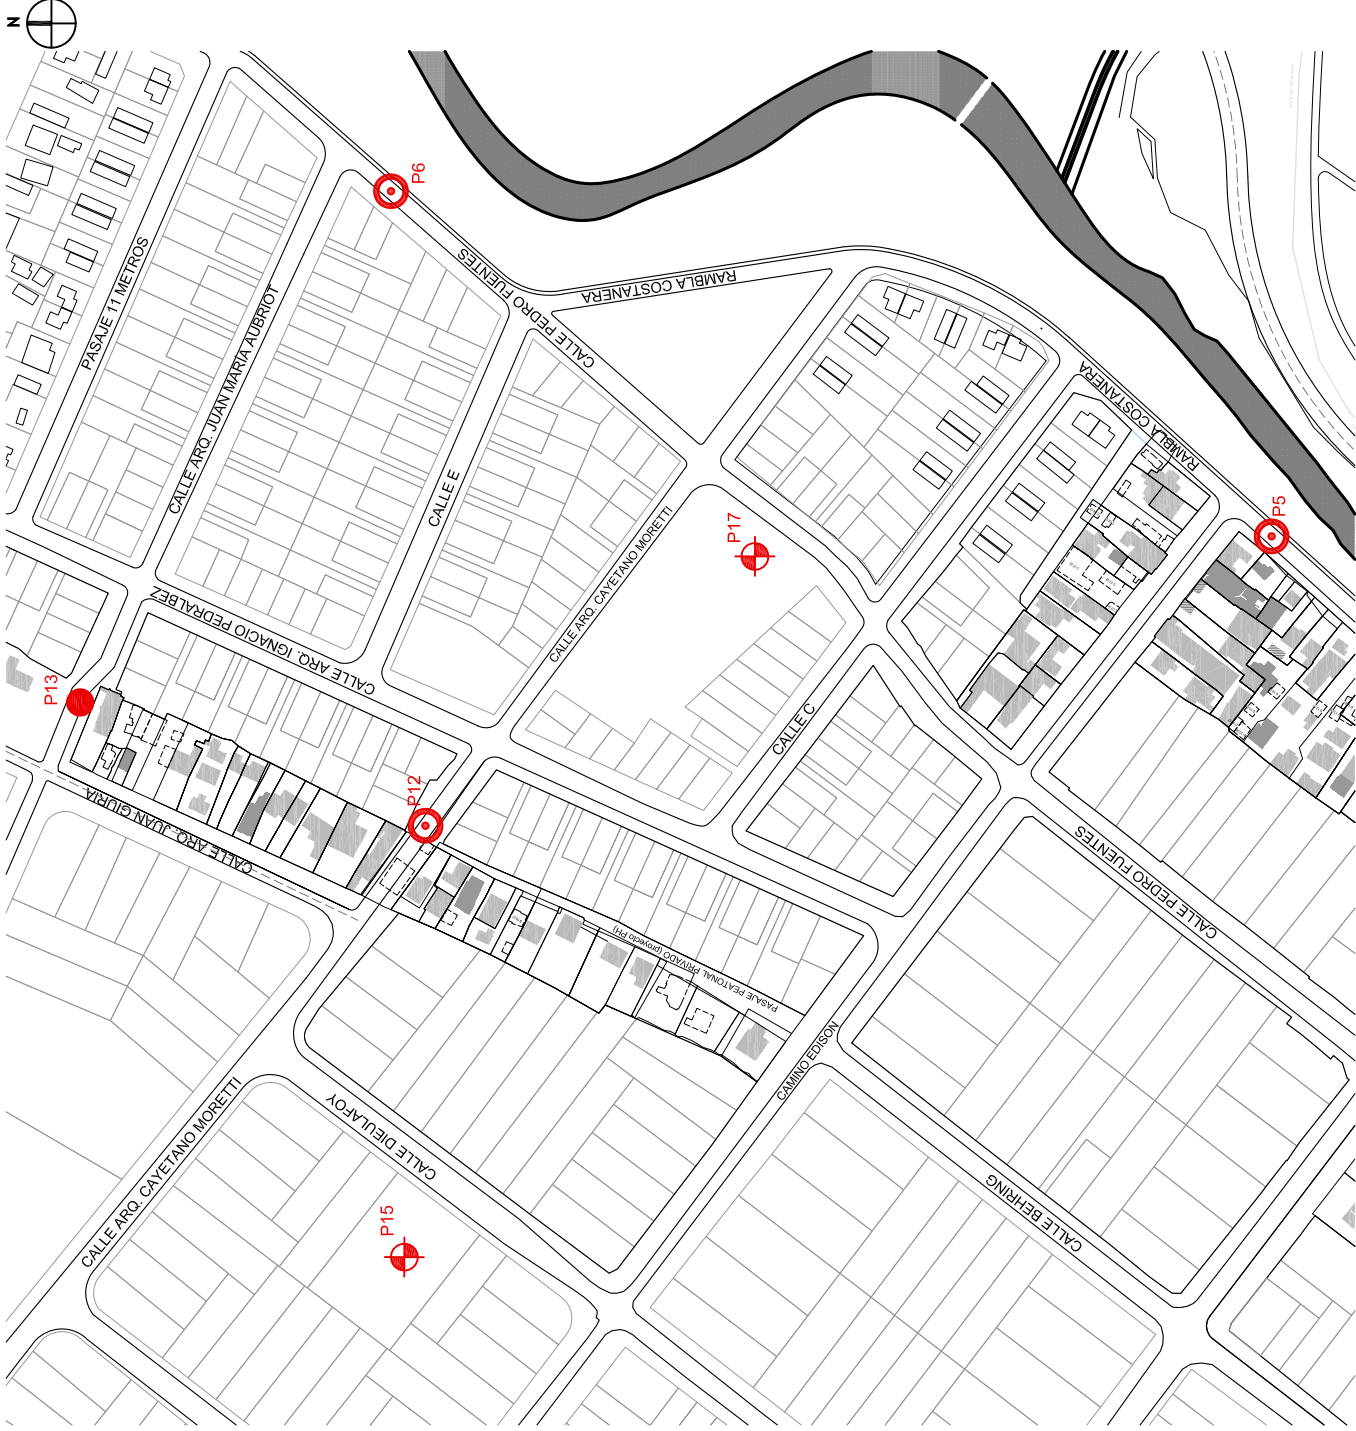 N
P6
PASAJE 11 METROS
CALLE ARQ. JUAN MARIA AUBRIOT
CALLE PEDRO FUENTES
RAMBLA COSTANERA
CALLE E
RAMBLA COSTANERA
P5
P17
CALLE ARQ. CAYETANO MORETTI
CALLE ARQ. IGNACIO PEDRALBEZ
P13
CALLE C
P12
CALLE ARQ. JUAN GIURIA
CALLE PEDRO FUENTES
PASAJE PEATONAL PRIVADO (proyecto PH)
CAMINO EDISON
CALLE ARQ. CAYETANO MORETTI
CALLE DIEULAFOY
CALLE BEHRING
P15